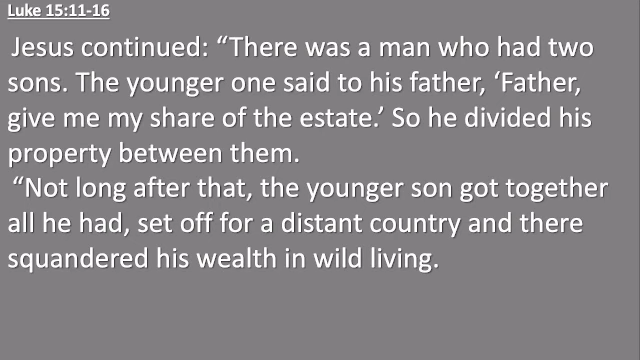 Luke 15:11-16
Jesus continued: “There was a man who had two
sons. The younger one said to his father, ‘Father,
give me my share of the estate.’ So he divided his
property between them.
“Not long after that, the younger son got together
all he had, set off for a distant country and there
squandered his wealth in wild living.